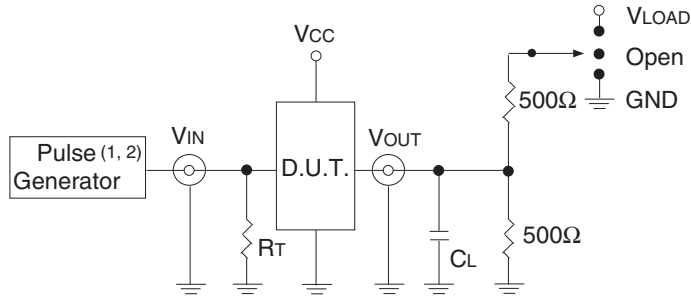 VLOAD
VCC
Open
500Ω
GND
Pulse (1, 2)
Generator
VIN
D.U.T.
VOUT
RT
CL
500Ω